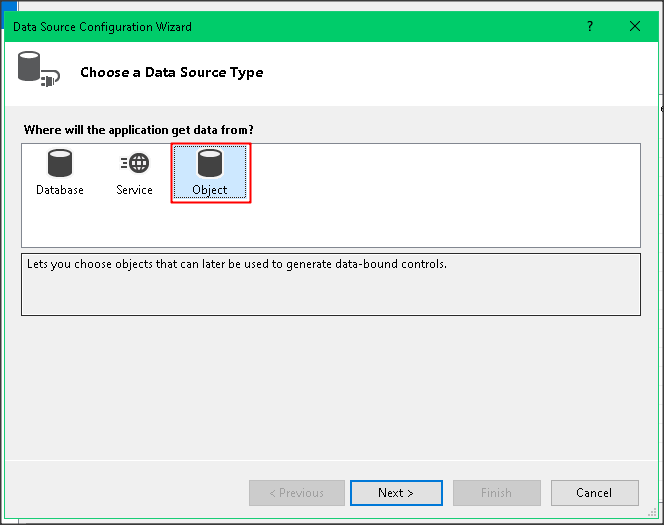 Data Source Configuration Wizard
?
Choose a Data Source Type
Where will the application get data from?
Database
Service
Object
Lets you choose objects that can later be used to generate data-bound controls.
< Previous
Next >
Finish
Cancel